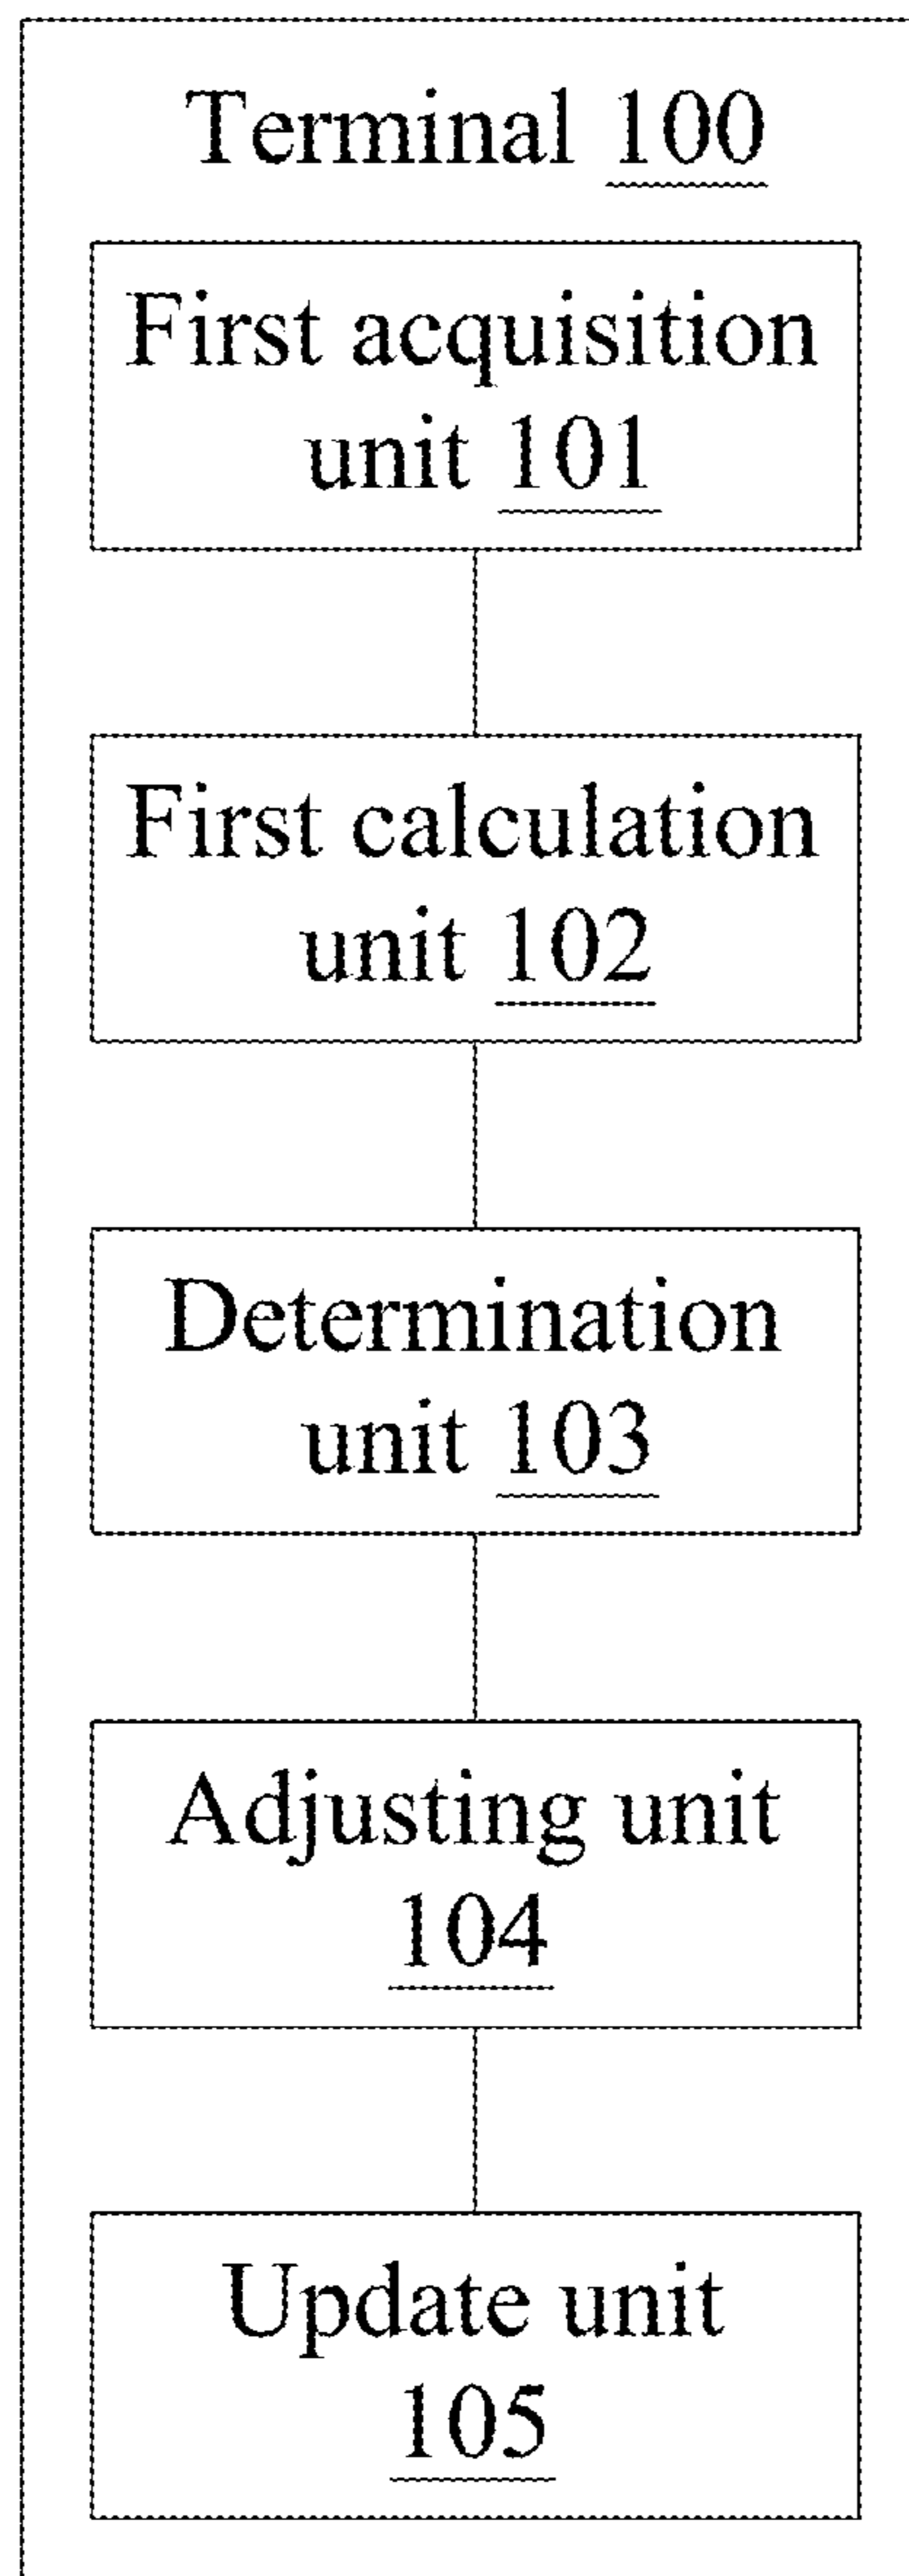 Terminal 100
First acquisition
unit 101
First calculation
unit 102
Determination
unit 103
Adjusting unit
104
Update unit
105